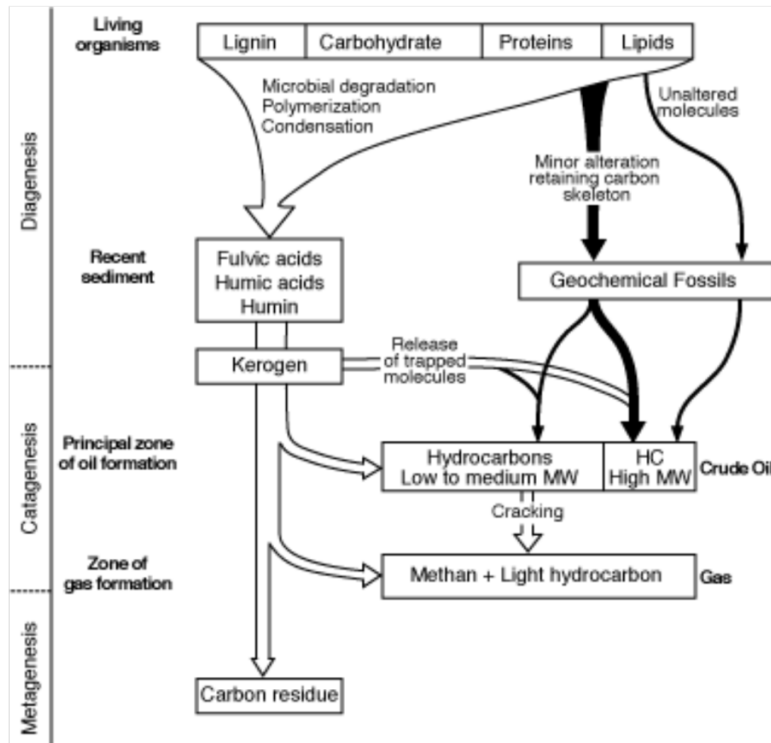 Living
organisms
Lignin
Carbohydrate
Proteins
Lipids
Microbial degradation
Polymerization
Condensation
Unaltered
molecules
Minor alteration
retaining carbon
skeleton
Diagenesis
Recent
sediment
Fulvic acids
Humic acids
Humin
Geochemical Fossils
Kerogen
Release
of trapped
molecules
Catagenesis
Principal zone
of oil formation
Hydrocarbons
Low to medium MW
HC
High MW
Crude Oil
Cracking
Zone of
gas formation
Methan + Light hydrocarbon
Gas
Metagenesis
Carbon residue